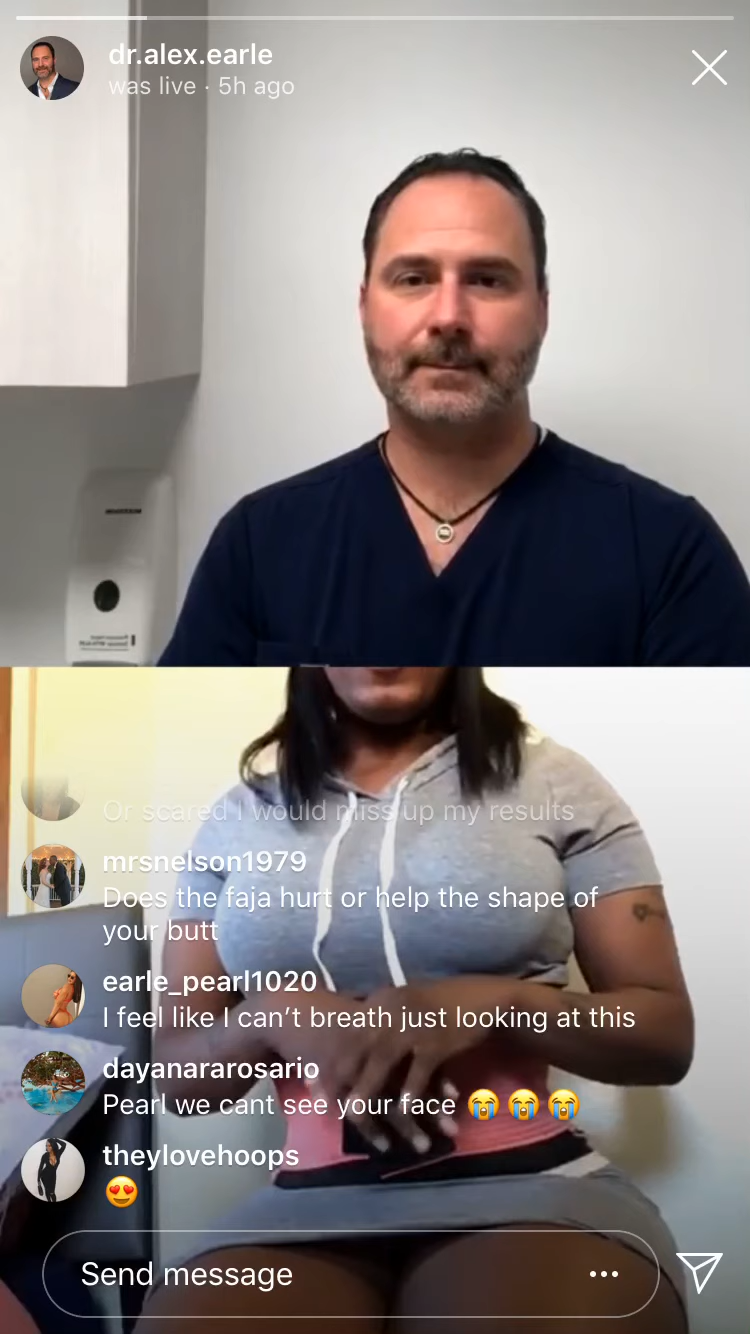 dr.alex.earle
was live · 5h ago
Or scared I would miss up my results
mrsnelson1979
Does the faja hurt or help the shape of
your butt
earle_pearl1020
I feel like I can’t breath just looking at this
dayanararosario
Pearl we cant see your face 😭 😭 😭
theylovehoops
😍
Send message